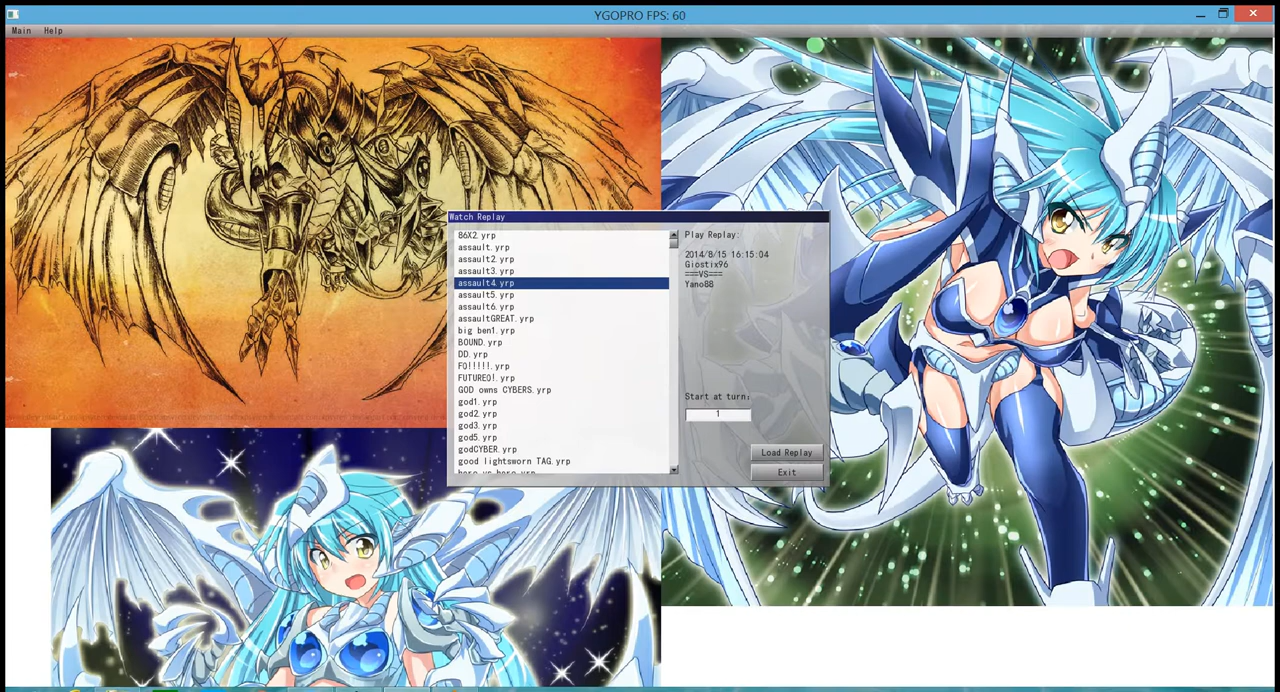 YGOPRO FPS: 60
Main Help
Watch Replay
86X2.yrp
assault.yrp
assault2.yrp
assault3.yrp
assault4.yrp
assault5.yrp
assault6.yrp
assaultGREAT.yrp
big ben1.yrp
BOUND.yrp
DD.yrp
FQ!!!!!.yrp
FUTUREQ!.yrp
GOD owns CYBERS.yrp
god1.yrp
god2.yrp
god3.yrp
god5.yrp
godCYBER.yrp
good lightsworn TAG.yrp
Play Replay:
2014/8/15 16:15:04
Giostix96
===VS===
Yano88
Start at turn:
1
Load Replay
Exit